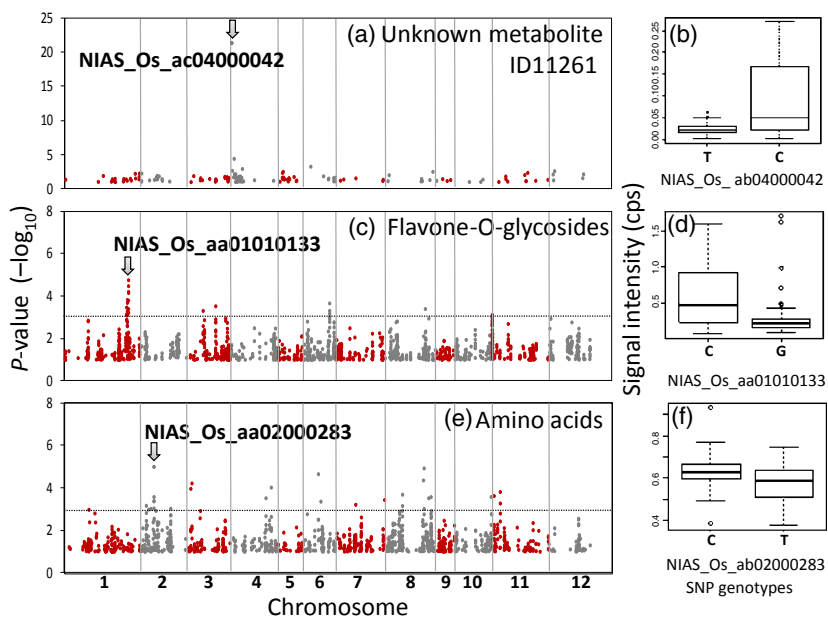 (a) Unknown metabolite
ID11261
NIAS_Os_ac04000042
25
20
15
10
5
0
(b)
0.25
0.20
0.15
0.10
0.05
0.00
T C
NIAS_Os_ ab04000042
P-value (–log10)
(c) Flavone-O-glycosides
NIAS_Os_aa01010133
8
6
4
2
0
Signal intensity (cps)
(d)
1.5
1.0
0.5
C G
NIAS_Os_aa01010133
(e) Amino acids
NIAS_Os_aa02000283
8
6
4
2
0
1 2 3 4 5 6 7 8 9 10 11 12
Chromosome
(f)
0.8
0.6
0.4
C T
NIAS_Os_ab02000283
SNP genotypes